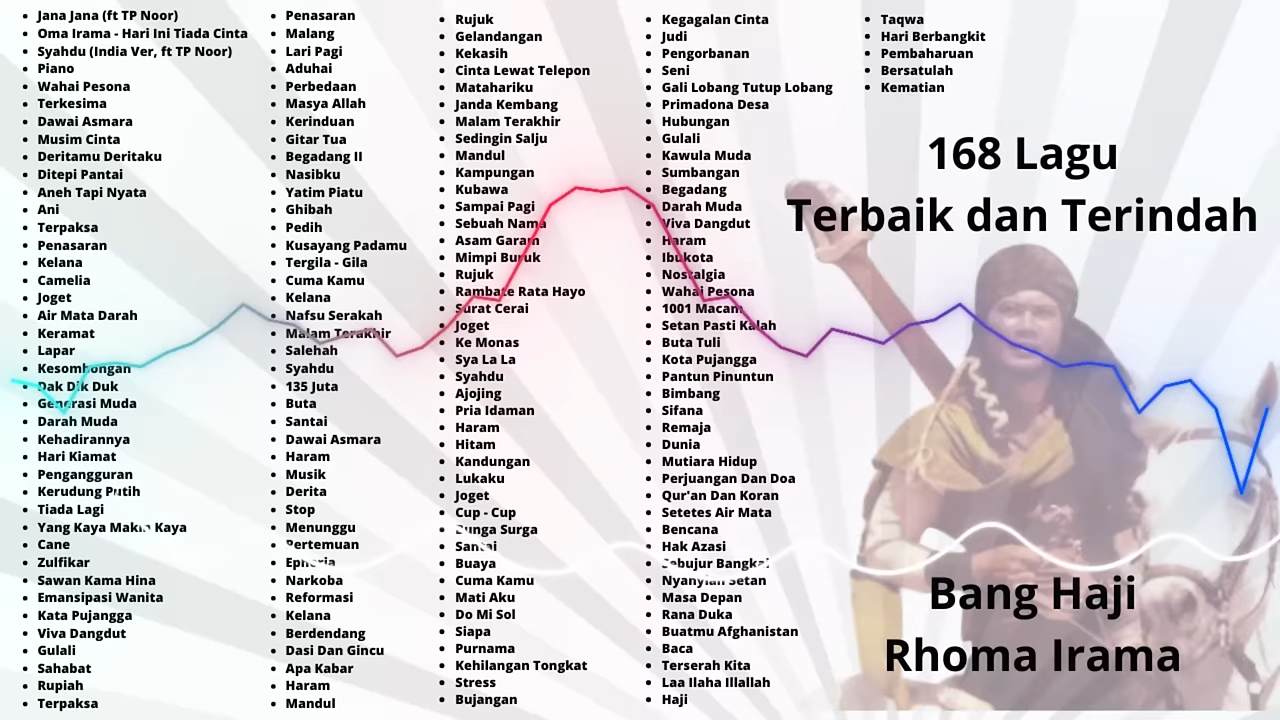 Jana Jana (ft TP Noor)
Oma Irama - Hari Ini Tiada Cinta
Syahdu (India Ver, ft TP Noor)
Piano
Wahai Pesona
Terkesima
Dawai Asmara
Musim Cinta
Deritamu Deritaku
Ditepi Pantai
Aneh Tapi Nyata
Ani
Terpaksa
Penasaran
Kelana
Camelia
Joget
Air Mata Darah
Keramat
Lapar
Kesombongan
Dak Dik Duk
Generasi Muda
Darah Muda
Kehadirannya
Hari Kiamat
Pengangguran
Kerudung Putih
Tiada Lagi
Yang Kaya Makin Kaya
Cane
Zulfikar
Sawan Kama Hina
Emansipasi Wanita
Kata Pujangga
Viva Dangdut
Gulali
Sahabat
Rupiah
Terpaksa
Penasaran
Malang
Lari Pagi
Aduhai
Perbedaan
Masya Allah
Kerinduan
Gitar Tua
Begadang II
Nasibku
Yatim Piatu
Ghibah
Pedih
Kusayang Padamu
Tergila - Gila
Cuma Kamu
Kelana
Nafsu Serakah
Malam Terakhir
Salehah
Syahdu
135 Juta
Buta
Santai
Dawai Asmara
Haram
Musik
Derita
Stop
Menunggu
Pertemuan
Ephoria
Narkoba
Reformasi
Kelana
Berdendang
Dasi Dan Gincu
Apa Kabar
Haram
Mandul
Rujuk
Gelandangan
Kekasih
Cinta Lewat Telepon
Matahariku
Janda Kembang
Malam Terakhir
Sedingin Salju
Mandul
Kampungan
Kubawa
Sampai Pagi
Sebuah Nama
Asam Garam
Mimpi Buruk
Rujuk
Rambate Rata Hayo
Surat Cerai
Joget
Ke Monas
Sya La La
Syahdu
Ajojing
Pria Idaman
Haram
Hitam
Kandungan
Lukaku
Joget
Cup - Cup
Bunga Surga
Santai
Buaya
Cuma Kamu
Mati Aku
Do Mi Sol
Siapa
Purnama
Kehilangan Tongkat
Stress
Bujangan
Kegagalan Cinta
Judi
Pengorbanan
Seni
Gali Lobang Tutup Lobang
Primadona Desa
Hubungan
Gulali
Kawula Muda
Sumbangan
Begadang
Darah Muda
Viva Dangdut
Haram
Ibukota
Nostalgia
Wahai Pesona
1001 Macam
Setan Pasti Kalah
Buta Tuli
Kota Pujangga
Pantun Pinuntun
Bimbang
Sifana
Remaja
Dunia
Mutiara Hidup
Perjuangan Dan Doa
Qur'an Dan Koran
Setetes Air Mata
Bencana
Hak Azasi
Sebujur Bangkai
Nyanyian Setan
Masa Depan
Rana Duka
Buatmu Afghanistan
Baca
Terserah Kita
Laa Ilaha Illallah
Haji
Taqwa
Hari Berbangkit
Pembaharuan
Bersatulah
Kematian
168 Lagu
Terbaik dan Terindah
Bang Haji
Rhoma Irama